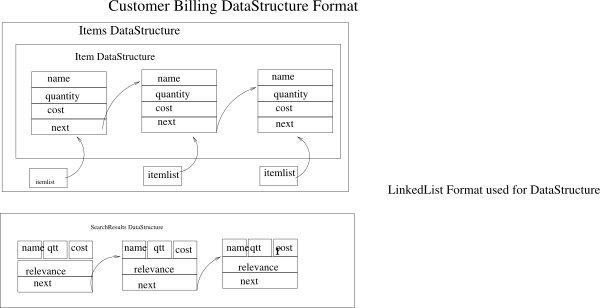 Customer Billing DataStructure Format
Items DataStructure
Item DataStructure
name name name
quantity quantity quantity
cost cost cost
next next next
itemlist itemlist itemlist
LinkedList Format used for DataStructure
SearchResults DataStructure
name qtt cost name qtt cost name qtt cost
relevance relevance relevance
next next next